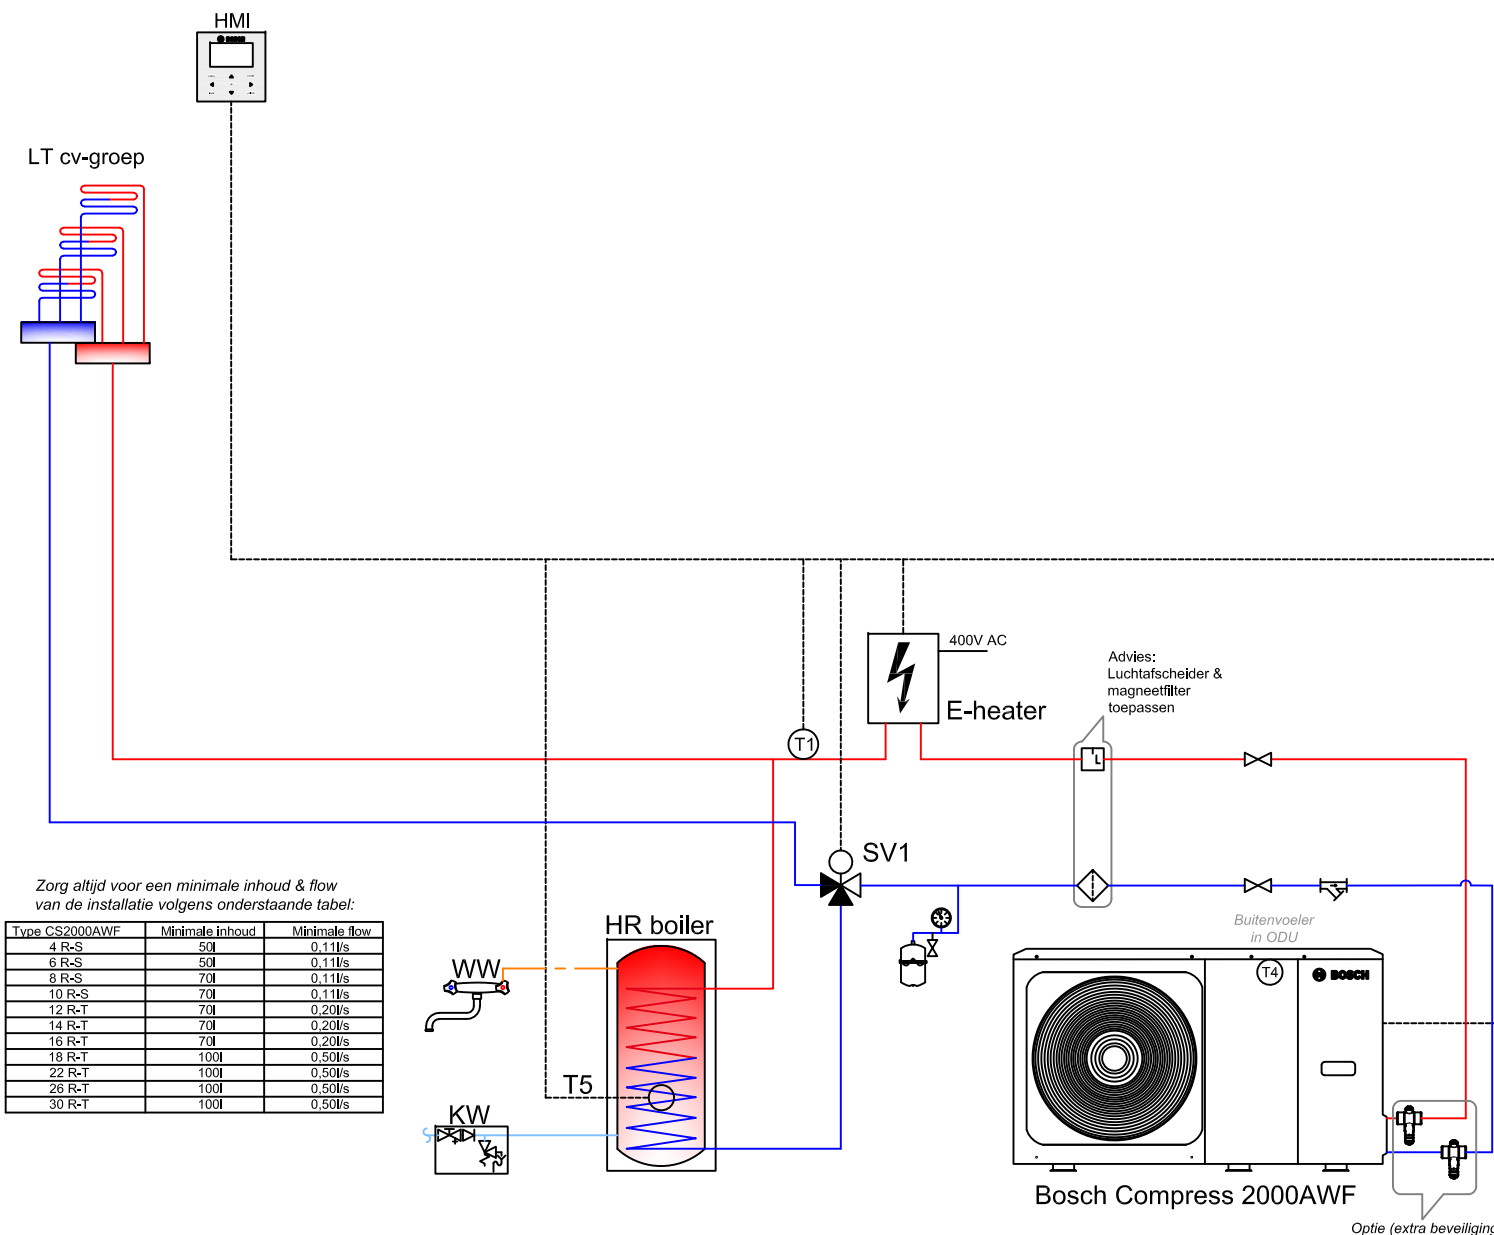 HMI
BOSCH
LT cv-groep
400V AC
E-heater
Advies:
Luchtafscheider &
magneetfilter
toepassen
T1
L
SV1
Zorg altijd voor een minimale inhoud & flow
van de installatie volgens onderstaande tabel:
Type CS2000AWF Minimale inhoud Minimale flow
4 R-S 50l 0,11l/s
6 R-S 50l 0,11l/s
8 R-S 70l 0,11l/s
10 R-S 70l 0,11l/s
12 R-T 70l 0,20l/s
14 R-T 70l 0,20l/s
16 R-T 70l 0,20l/s
18 R-T 100l 0,50l/s
22 R-T 100l 0,50l/s
26 R-T 100l 0,50l/s
30 R-T 100l 0,50l/s
HR boiler
WW
T5
KW
Buitenvoeler
in ODU
T4
BOSCH
Bosch Compress 2000AWF
Optie (extra beveiliging